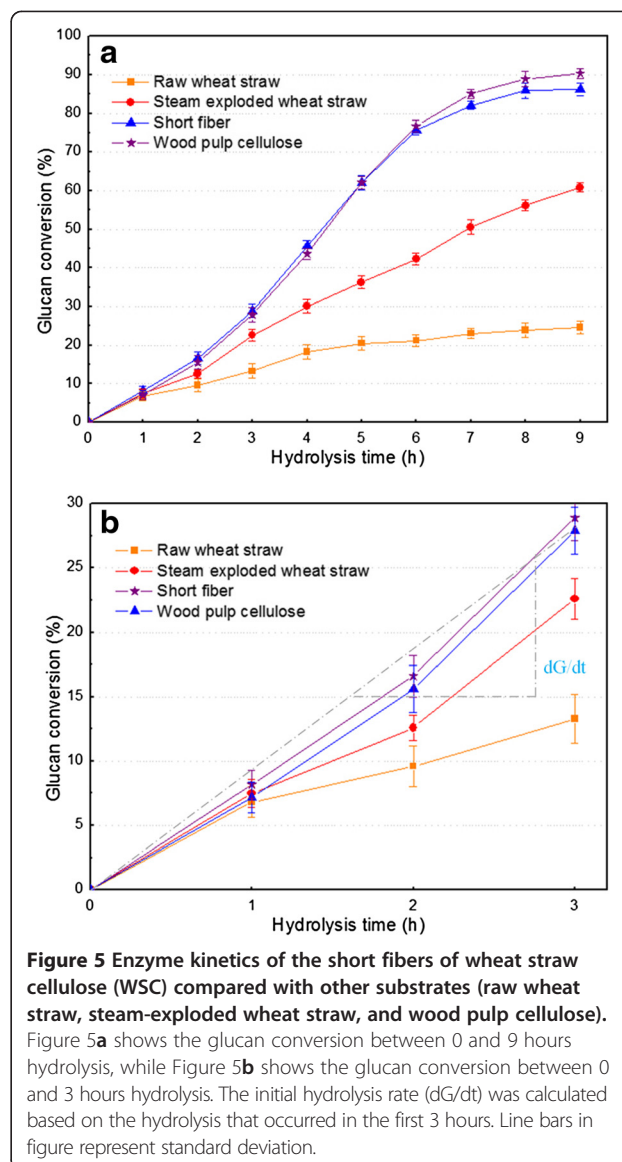 a
Raw wheat straw
Steam exploded wheat straw
Short fiber
Wood pulp cellulose
Glucan conversion (%)
100
90
80
70
60
50
40
30
20
10
0
0 1 2 3 4 5 6 7 8 9
Hydrolysis time (h)
b
Raw wheat straw
Steam exploded wheat straw
Short fiber
Wood pulp cellulose
dG/dt
Glucan conversion (%)
30
25
20
15
10
5
0
0 1 2 3
Hydrolysis time (h)
Figure 5 Enzyme kinetics of the short fibers of wheat straw
cellulose (WSC) compared with other substrates (raw wheat
straw, steam-exploded wheat straw, and wood pulp cellulose).
Figure 5a shows the glucan conversion between 0 and 9 hours
hydrolysis, while Figure 5b shows the glucan conversion between 0
and 3 hours hydrolysis. The initial hydrolysis rate (dG/dt) was calculated
based on the hydrolysis that occurred in the first 3 hours. Line bars in
figure represent standard deviation.